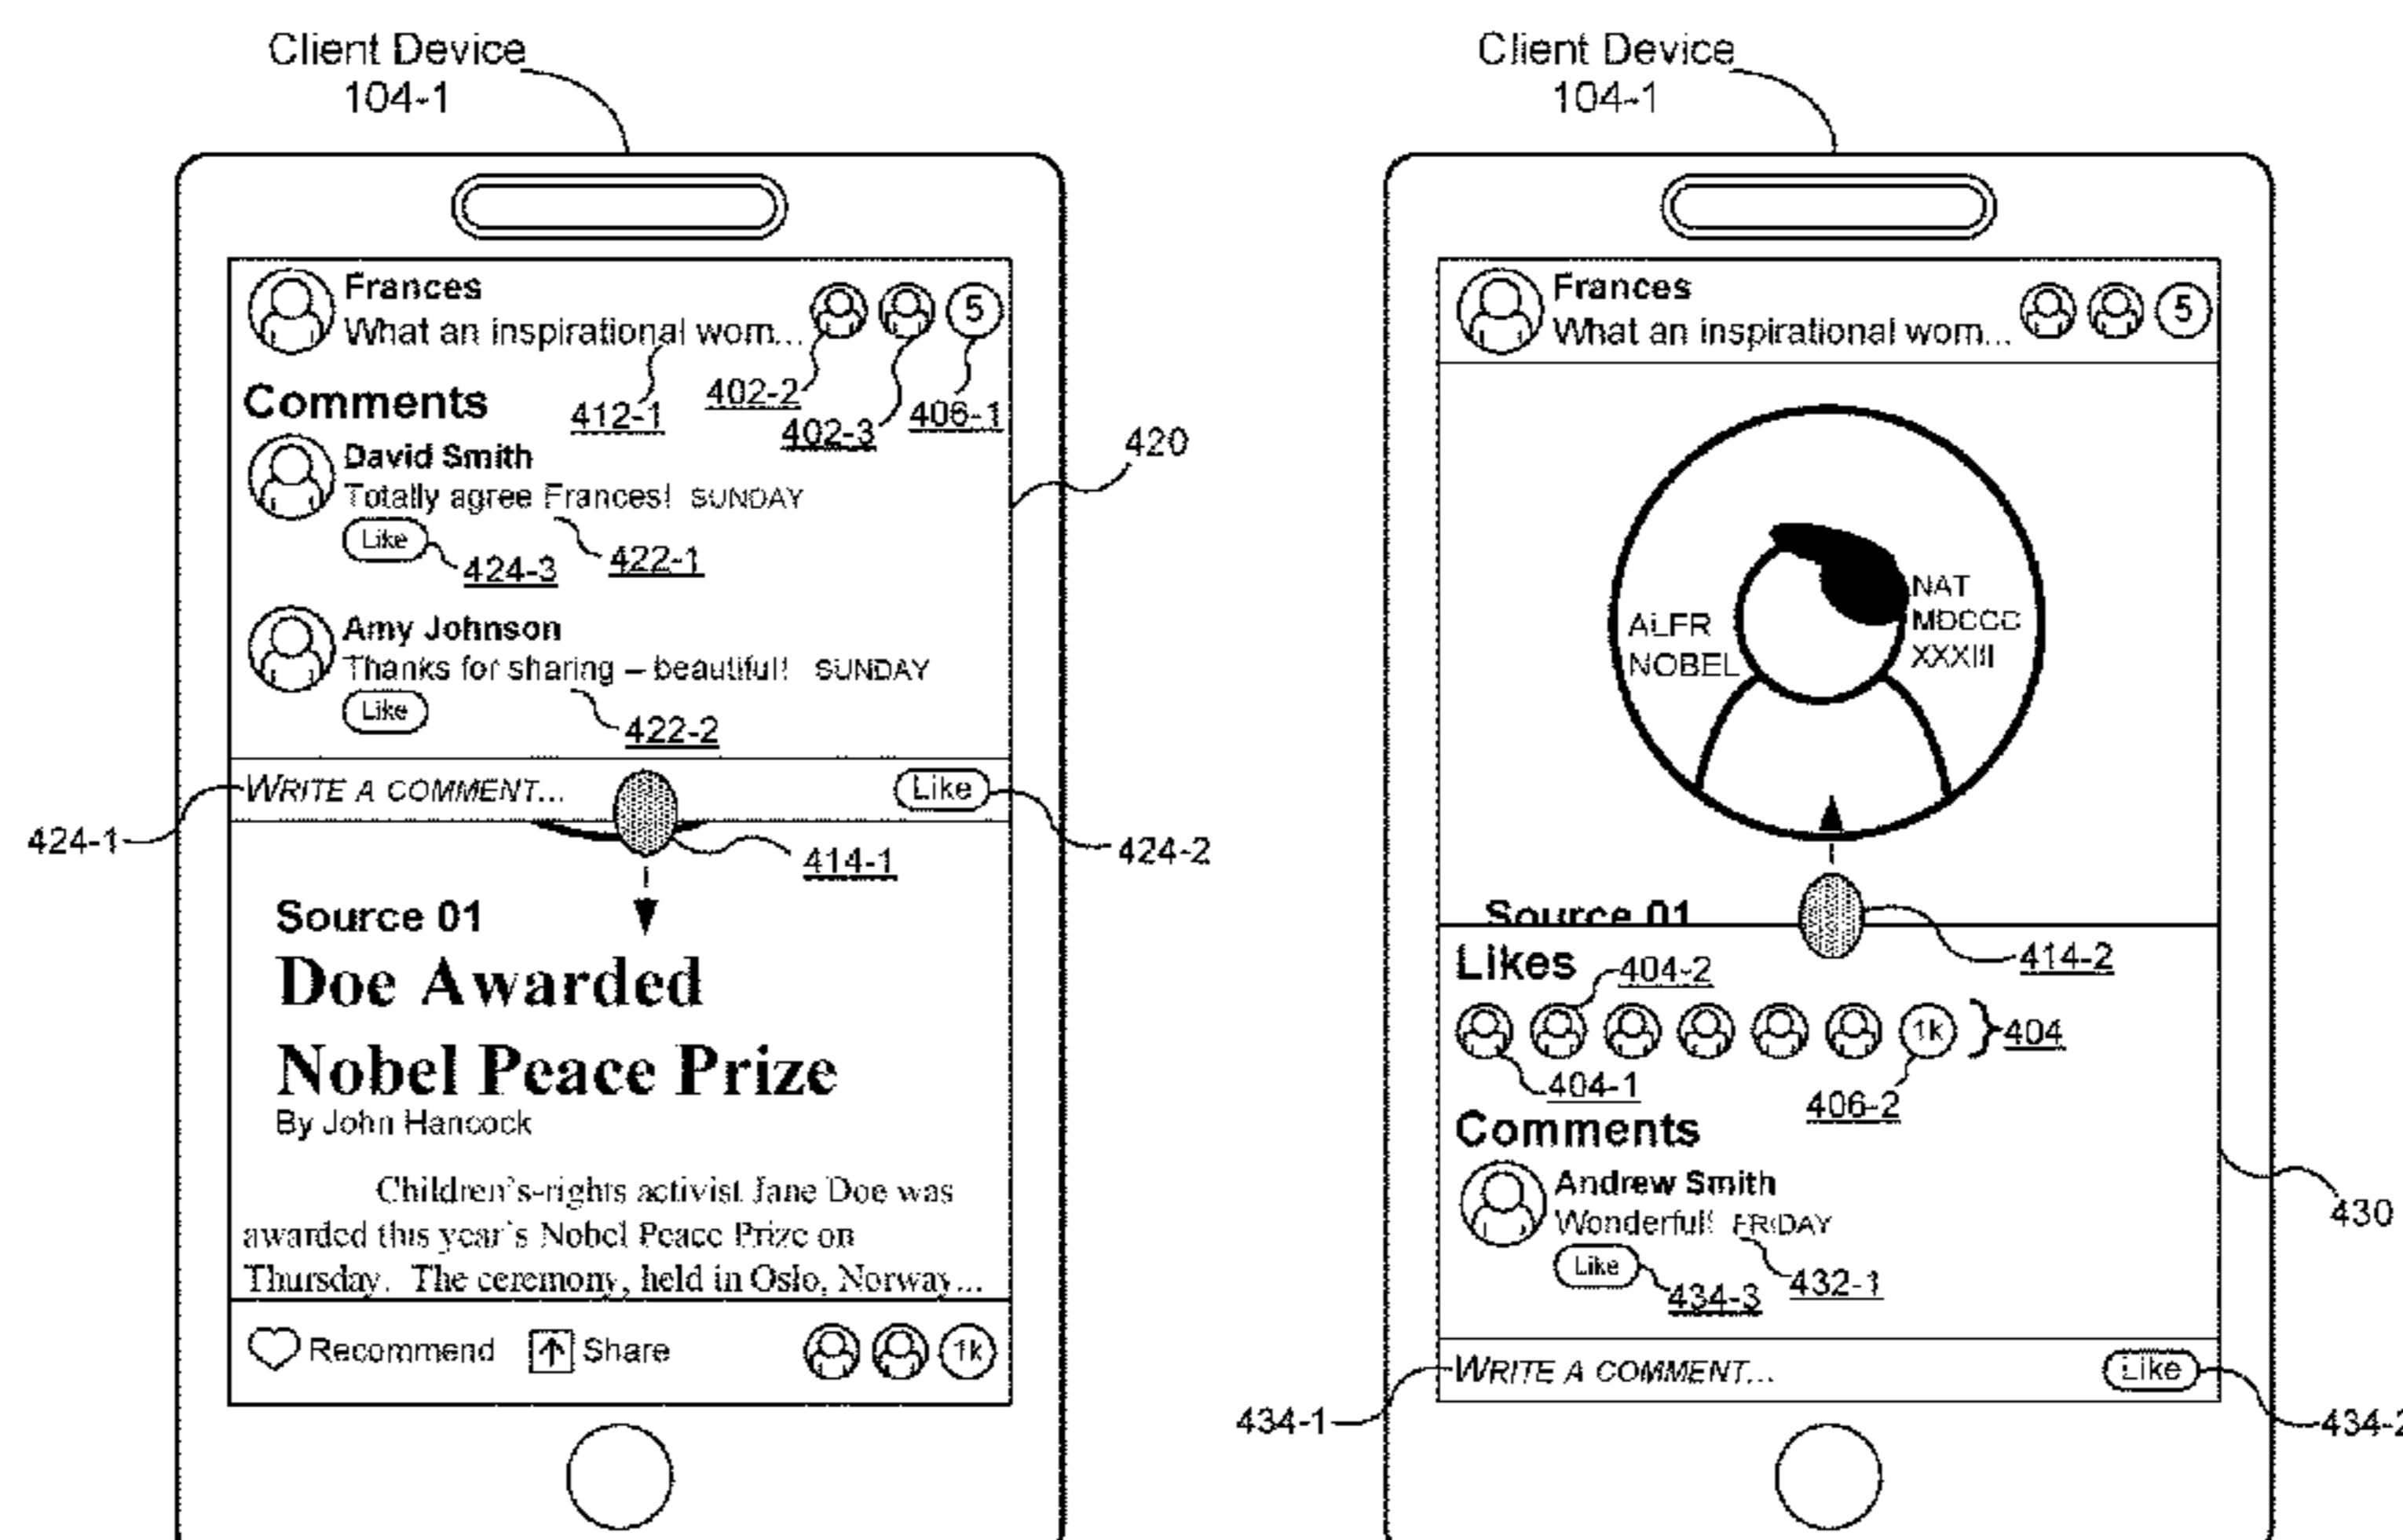 Client Device
104-1
Frances
What an inspirational wom...
5
412-1
402-2
402-3
406-1
Comments
David Smith
Totally agree Frances! SUNDAY
Like
424-3
422-1
420
Amy Johnson
Thanks for sharing – beautiful! SUNDAY
Like
422-2
WRITE A COMMENT...
Like
424-1
414-1
424-2
Source 01
Doe Awarded
Nobel Peace Prize
By John Hancock
Children's-rights activist Jane Doe was
awarded this year's Nobel Peace Prize on
Thursday. The ceremony, held in Oslo, Norway...
Recommend
Share
1k
Client Device
104-1
Frances
What an inspirational wom...
5
ALFR
NOBEL
NAT
MDCCC
XXXIII
Source 01
414-2
Likes
404-2
1k
404
404-1
406-2
Comments
Andrew Smith
Wonderful! FRIDAY
Like
434-3
432-1
430
WRITE A COMMENT...
Like
434-1
434-2